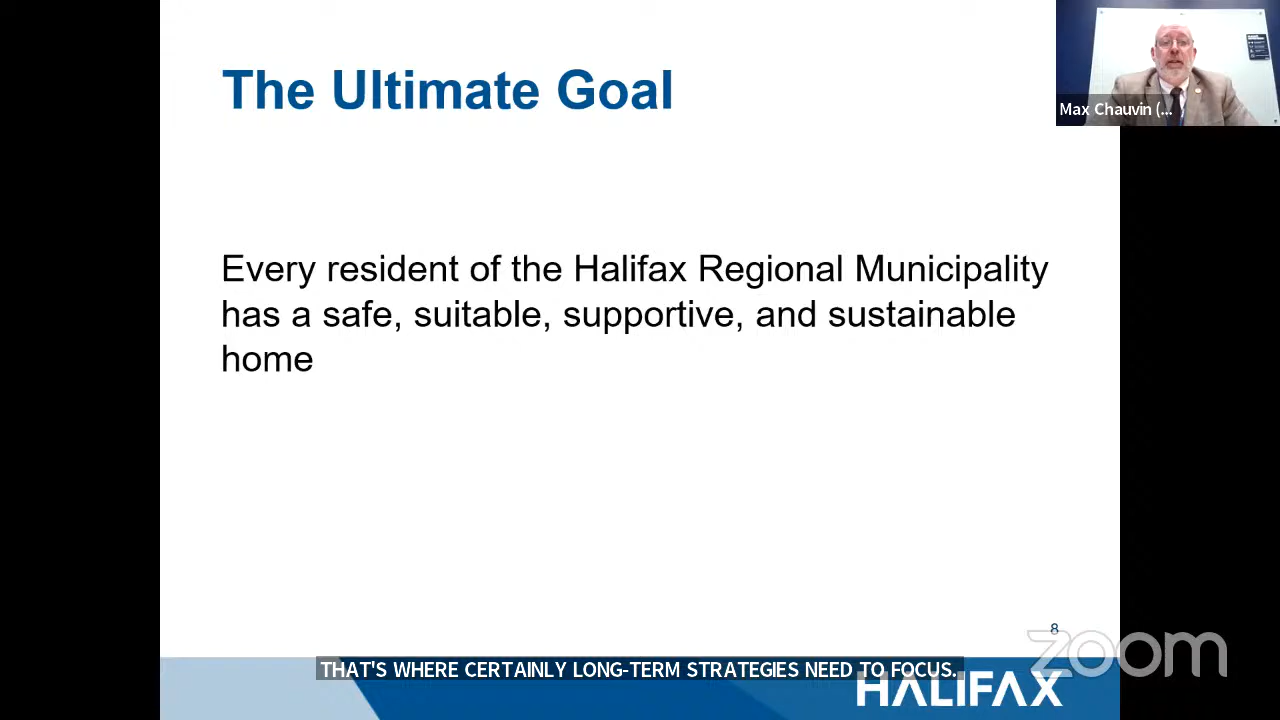 The Ultimate Goal
Max Chauvin (...
Every resident of the Halifax Regional Municipality
has a safe, suitable, supportive, and sustainable
home
8
zoom
THAT'S WHERE CERTAINLY LONG-TERM STRATEGIES NEED TO FOCUS.
HALIFAX